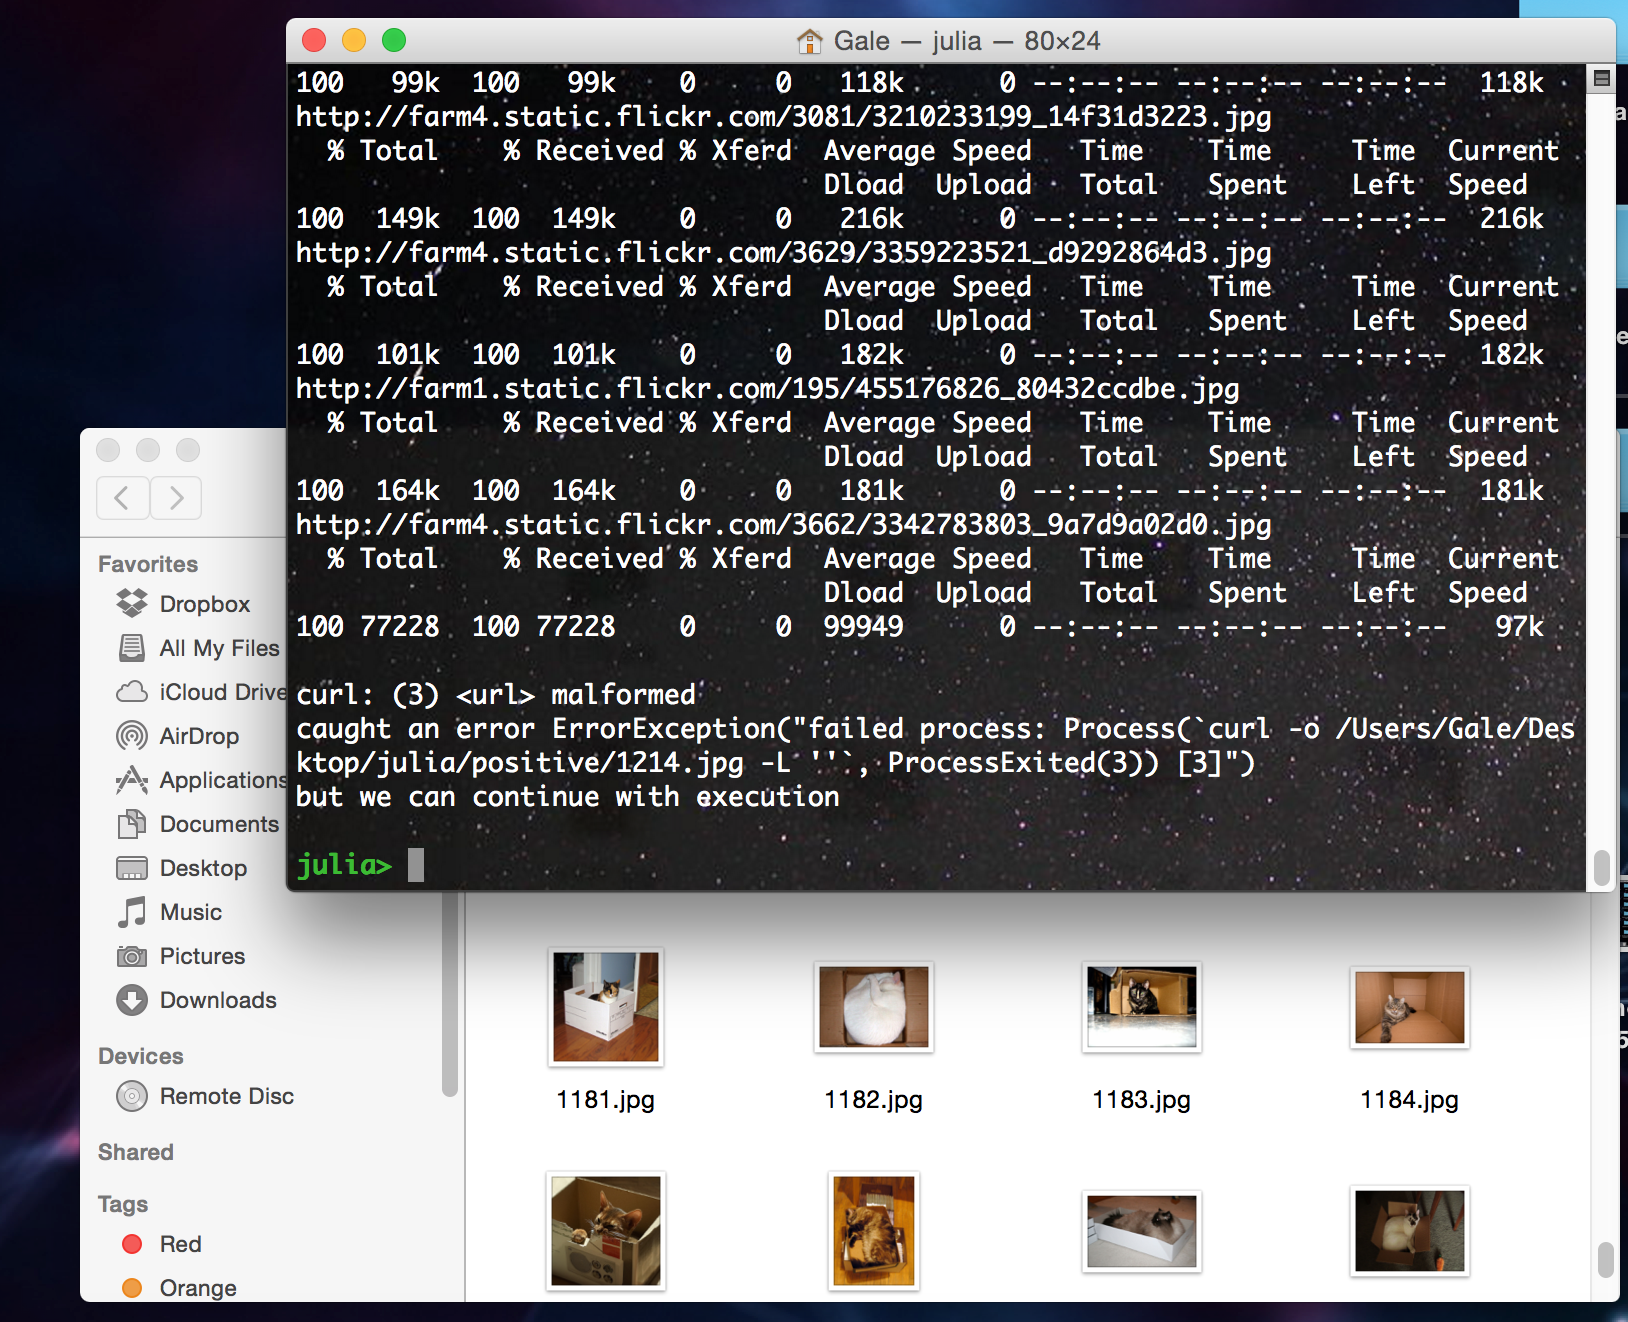 Gale — julia — 80×24
100   99k  100   99k    0     0   118k      0 --:--:-- --:--:-- --:--:--  118k
http://farm4.static.flickr.com/3081/3210233199_14f31d3223.jpg
  % Total    % Received % Xferd  Average Speed   Time    Time     Time  Current
                                 Dload  Upload   Total   Spent    Left  Speed
100  149k  100  149k    0     0   216k      0 --:--:-- --:--:-- --:--:--  216k
http://farm4.static.flickr.com/3629/3359223521_d9292864d3.jpg
  % Total    % Received % Xferd  Average Speed   Time    Time     Time  Current
                                 Dload  Upload   Total   Spent    Left  Speed
100  101k  100  101k    0     0   182k      0 --:--:-- --:--:-- --:--:--  182k
http://farm1.static.flickr.com/195/455176826_80432ccdbe.jpg
  % Total    % Received % Xferd  Average Speed   Time    Time     Time  Current
                                 Dload  Upload   Total   Spent    Left  Speed
100  164k  100  164k    0     0   181k      0 --:--:-- --:--:-- --:--:--  181k
http://farm4.static.flickr.com/3662/3342783803_9a7d9a02d0.jpg
  % Total    % Received % Xferd  Average Speed   Time    Time     Time  Current
                                 Dload  Upload   Total   Spent    Left  Speed
100 77228  100 77228    0     0  99949      0 --:--:-- --:--:-- --:--:--   97k
curl: (3) <url> malformed
caught an error ErrorException("failed process: Process(`curl -o /Users/Gale/Des
ktop/julia/positive/1214.jpg -L ''`, ProcessExited(3)) [3]")
but we can continue with execution
julia>
Favorites
Dropbox
All My Files
iCloud Drive
AirDrop
Applications
Documents
Desktop
Music
Pictures
Downloads
Devices
Remote Disc
Shared
Tags
Red
Orange
1181.jpg
1182.jpg
1183.jpg
1184.jpg